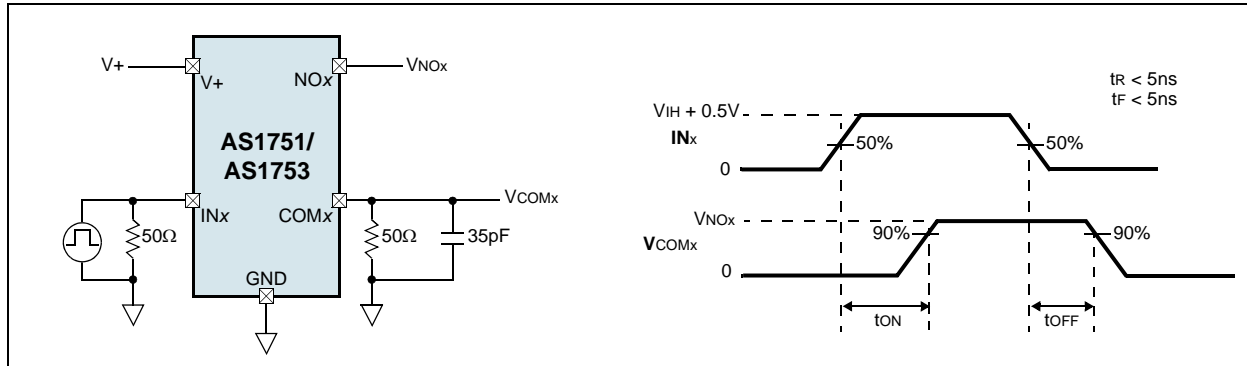 V+
V+
NOx
VNOx
AS1751/
AS1753
INx
COMx
VCOMx
50Ω
50Ω
35pF
GND
tR < 5ns
tF < 5ns
VIH + 0.5V
INx
50%
50%
0
VNOx
VCOMx
90%
90%
0
tON
tOFF